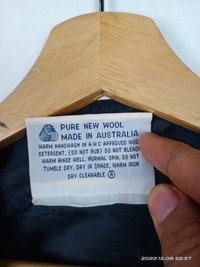 PURE NEW WOOL
MADE IN AUSTRALIA
WARM HANDWASH IN A.W.C APPROVED WOOL
DETERGENT, (DO NOT RUB) DO NOT BLEACH
WARM RINSE WELL, NORMAL SPIN, DO NOT
TUMBLE DRY, DRY IN SHADE, WARM IRON
DRY CLEANABLE Ⓐ
2022.12.08 22:57